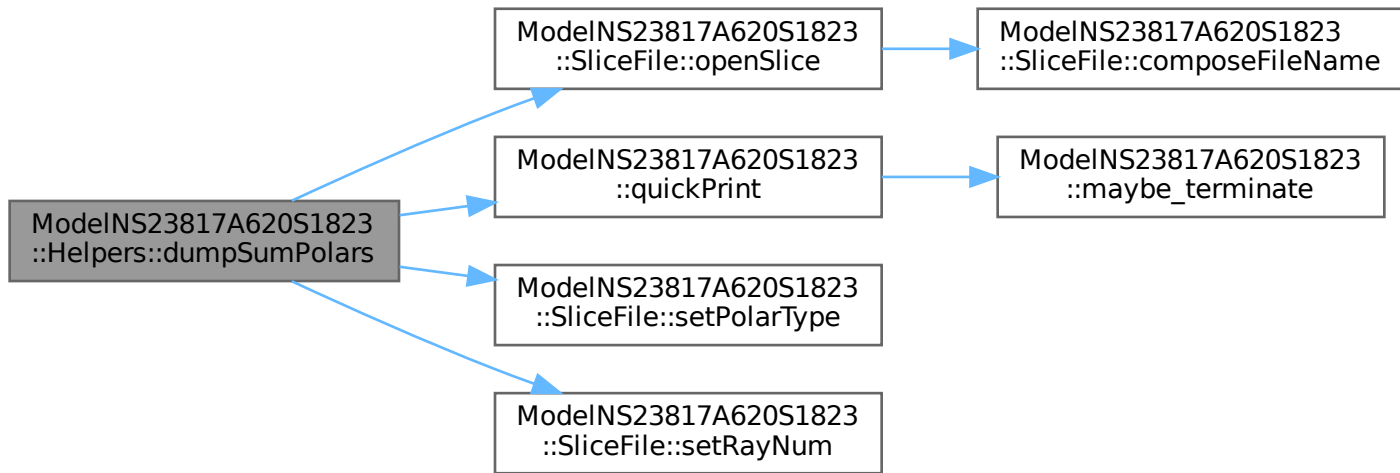 ModelNS23817A620S1823
::Helpers::dumpSumPolars
ModelNS23817A620S1823
::SliceFile::openSlice
ModelNS23817A620S1823
::SliceFile::composeFileName
ModelNS23817A620S1823
::quickPrint
ModelNS23817A620S1823
::maybe_terminate
ModelNS23817A620S1823
::SliceFile::setPolarType
ModelNS23817A620S1823
::SliceFile::setRayNum